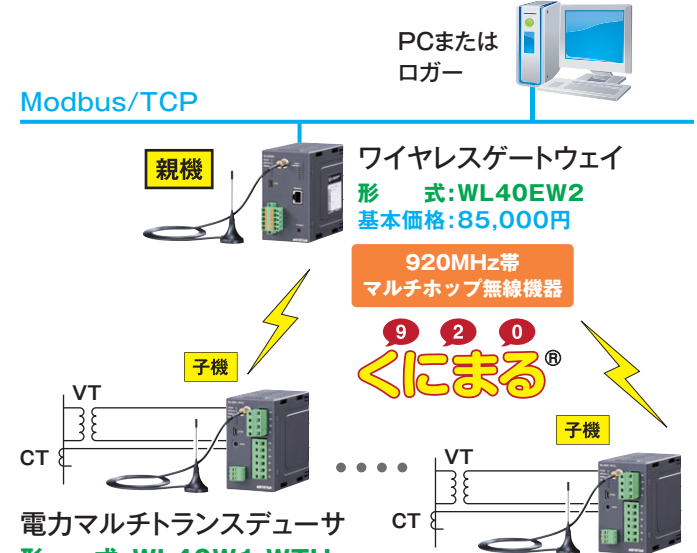 PCまたは
ロガー
Modbus/TCP
親機
ワイヤレスゲートウェイ
形　式:WL40EW2
基本価格:85,000円
920MHz帯
マルチホップ無線機器
9 2 0
くにまる®
子機
VT
CT
子機
VT
CT
電力マルチトランスデューサ